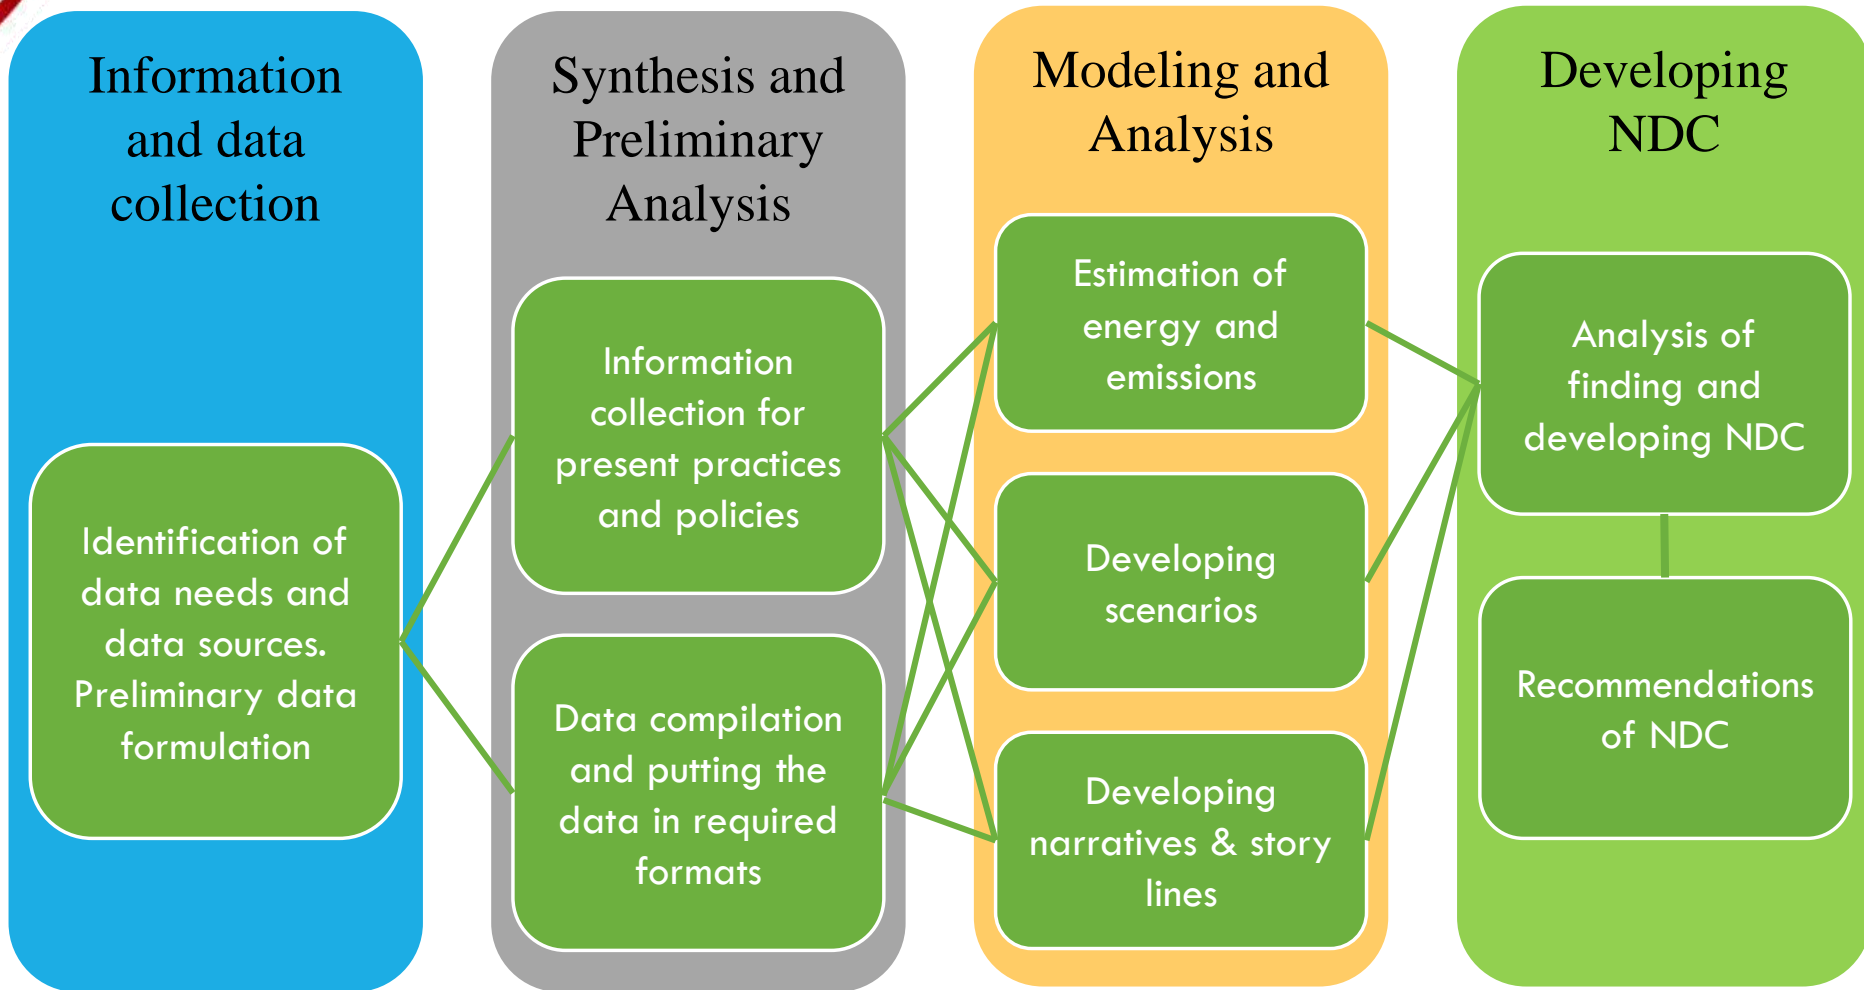 Information
and data
collection
Identification of
data needs and
data sources.
Preliminary data
formulation
Synthesis and
Preliminary
Analysis
Information
collection for
present practices
and policies
Data compilation
and putting the
data in required
formats
Modeling and
Analysis
Estimation of
energy and
emissions
Developing
scenarios
Developing
narratives & story
lines
Developing
NDC
Analysis of
finding and
developing NDC
Recommendations
of NDC